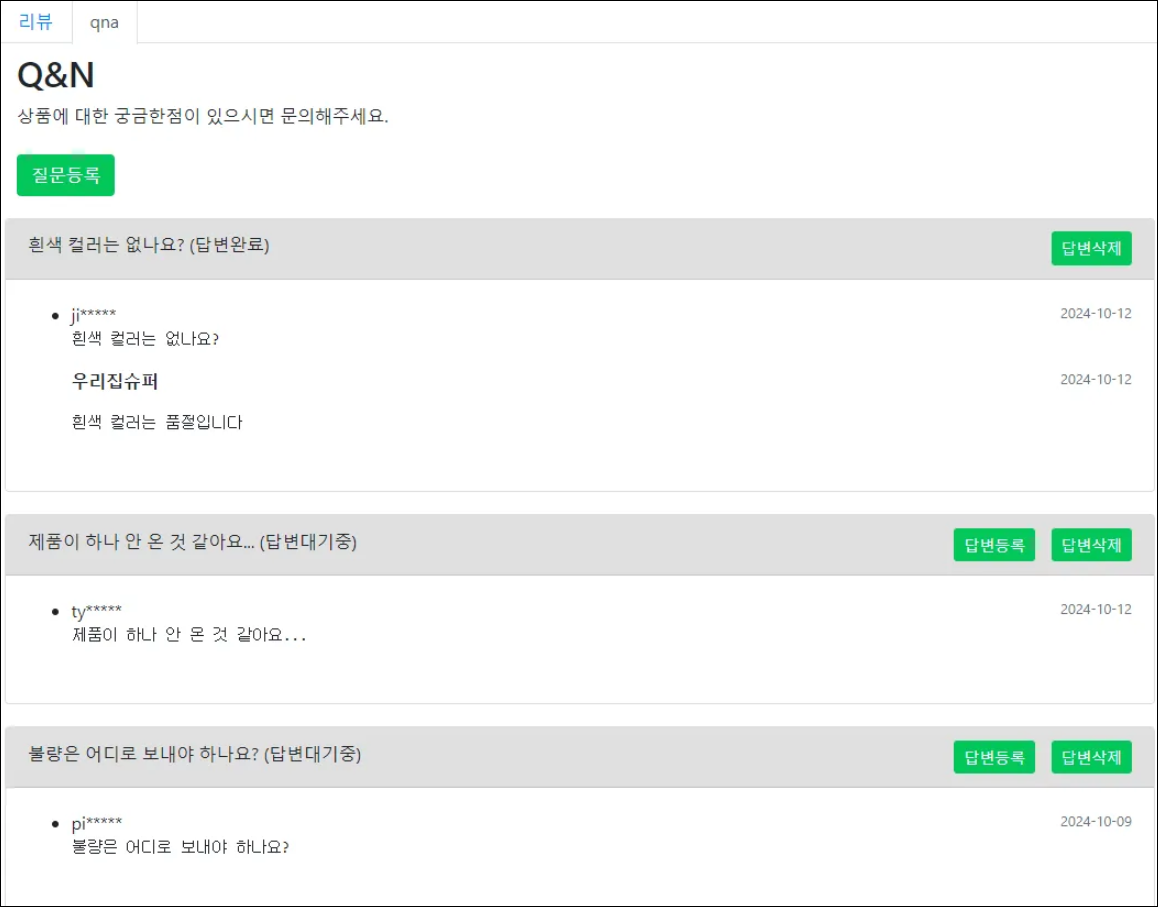 리뷰 qna
Q&N
상품에 대한 궁금한점이 있으시면 문의해주세요.
질문등록
흰색 컬러는 없나요? (답변완료) 답변삭제
ji***** 2024-10-12
흰색 컬러는 없나요?
우리집슈퍼 2024-10-12
흰색 컬러는 품절입니다
제품이 하나 안 온 것 같아요... (답변대기중) 답변등록 답변삭제
ty***** 2024-10-12
제품이 하나 안 온 것 같아요...
불량은 어디로 보내야 하나요? (답변대기중) 답변등록 답변삭제
pi***** 2024-10-09
불량은 어디로 보내야 하나요?